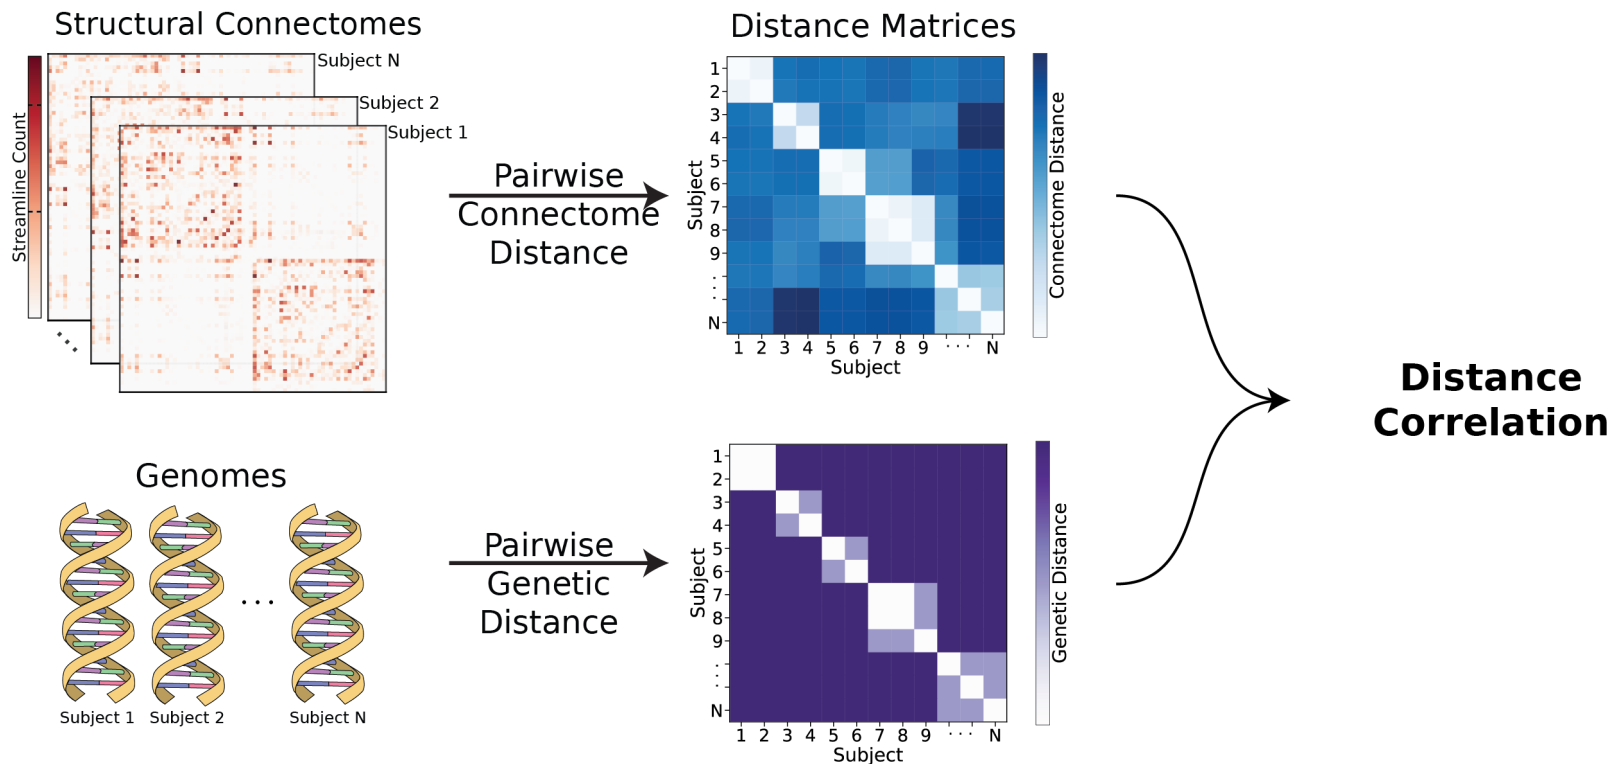 Structural Connectomes
Streamline Count
Subject N
Subject 2
Subject 1
Pairwise
Connectome
Distance
Distance Matrices
Subject
1
2
3
4
5
6
7
8
9
.
.
.
N
1 2 3 4 5 6 7 8 9 . . . N
Subject
Connectome Distance
Genomes
Subject 1
Subject 2
...
Subject N
Pairwise
Genetic
Distance
Subject
1
2
3
4
5
6
7
8
9
.
.
.
N
1 2 3 4 5 6 7 8 9 . . . N
Subject
Genetic Distance
Distance
Correlation